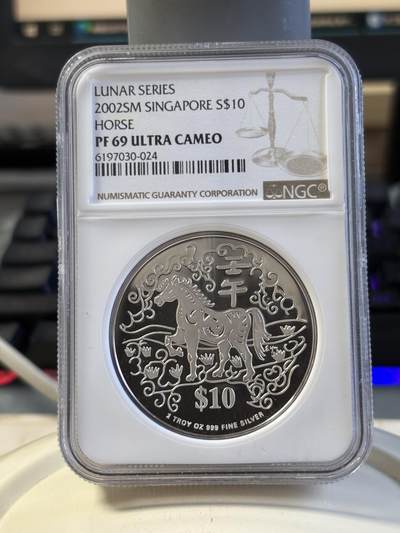 LUNAR SERIES
2002SM SINGAPORE S$10
HORSE
PF 69 ULTRA CAMEO
6197030-024
NUMISMATIC GUARANTY CORPORATION
NGC®
壬
午
$10
2 TROY OZ 999 FINE SILVER